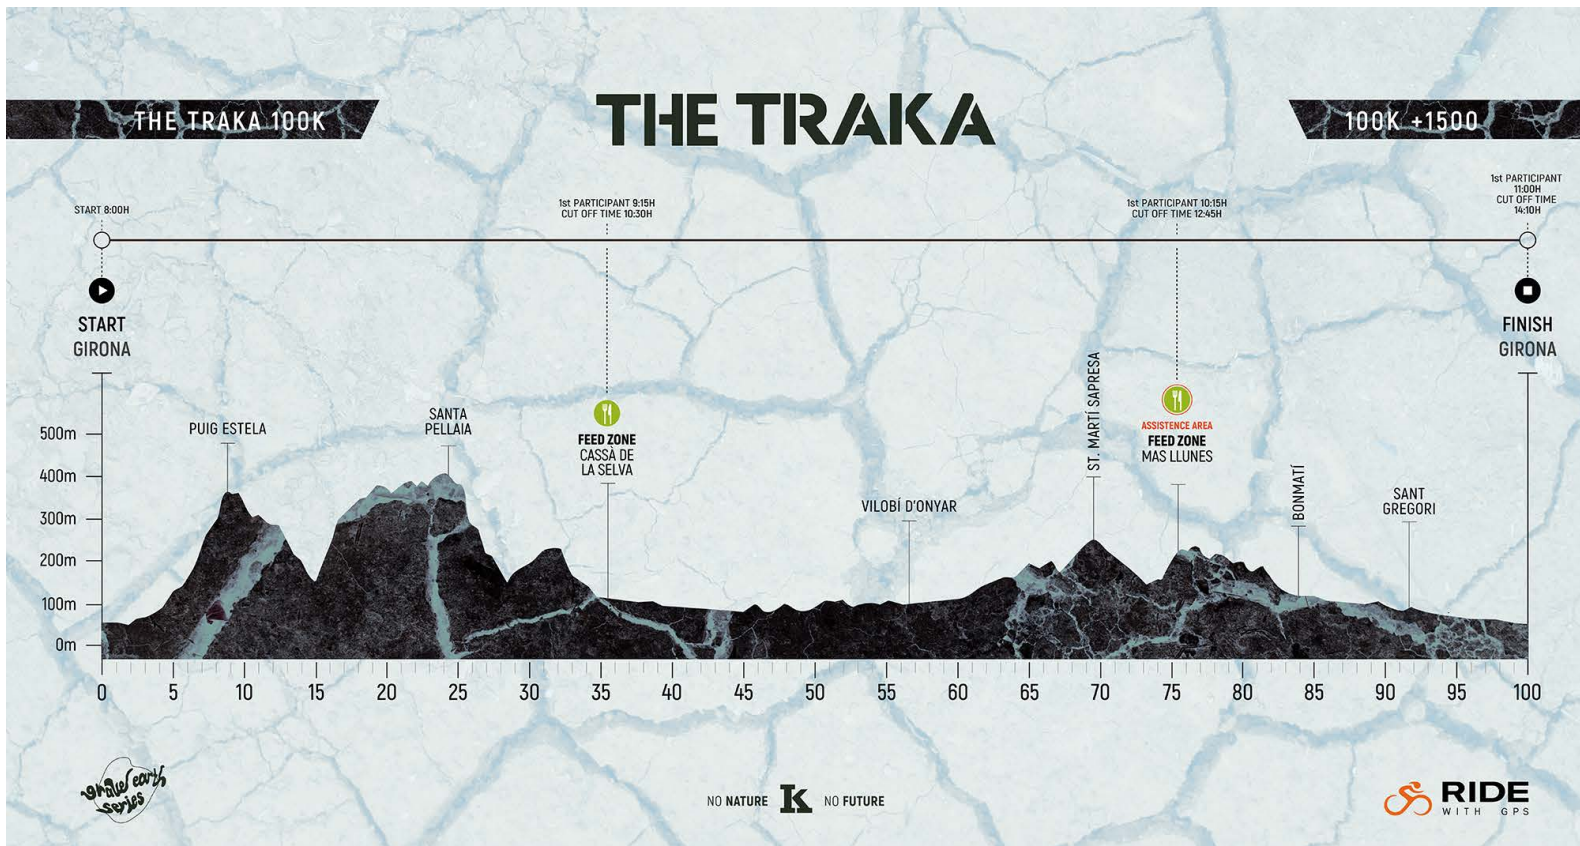 THE TRAKA 100K
THE TRAKA
100K +1500
START 8:00H
1st PARTICIPANT 9:15H
CUT OFF TIME 10:30H
1st PARTICIPANT 10:15H
CUT OFF TIME 12:45H
1st PARTICIPANT
11:00H
CUT OFF TIME
14:10H
START
GIRONA
FINISH
GIRONA
PUIG ESTELA
SANTA
PELLAIA
FEED ZONE
CASSÀ DE
LA SELVA
VILOBÍ D'ONYAR
ST. MARTÍ SAPRESA
ASSISTENCE AREA
FEED ZONE
MAS LLUNES
BONMATÍ
SANT
GREGORI
500m
400m
300m
200m
100m
0m
0 5 10 15 20 25 30 35 40 45 50 55 60 65 70 75 80 85 90 95 100
gravel earth
series
NO NATURE K NO FUTURE
RIDE
WITH GPS